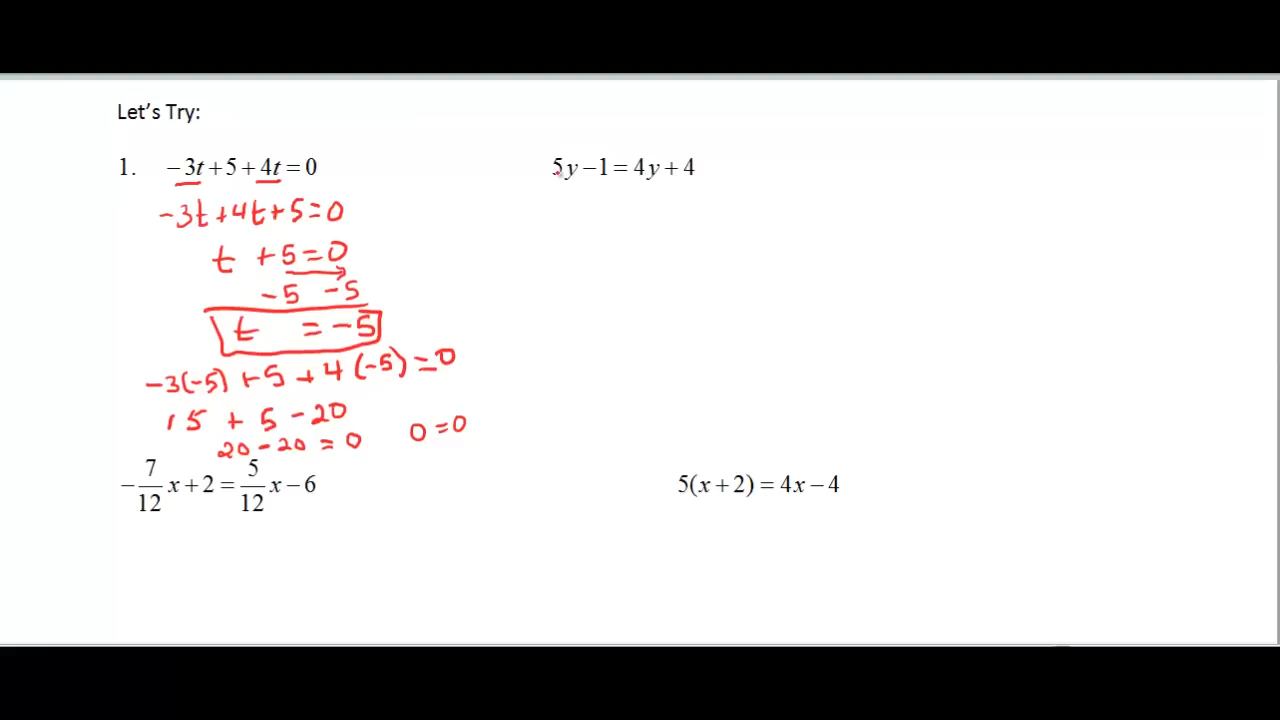 Let's Try:
1. -3t+5+4t=0
5y-1=4y+4
-3t+4t+5=0
t +5=0
-5 -5
t = -5
-3(-5)+5+4(-5)=0
15 + 5 - 20
20-20=0
0=0
-7/12 x+2=5/12 x-6
5(x+2)=4x-4